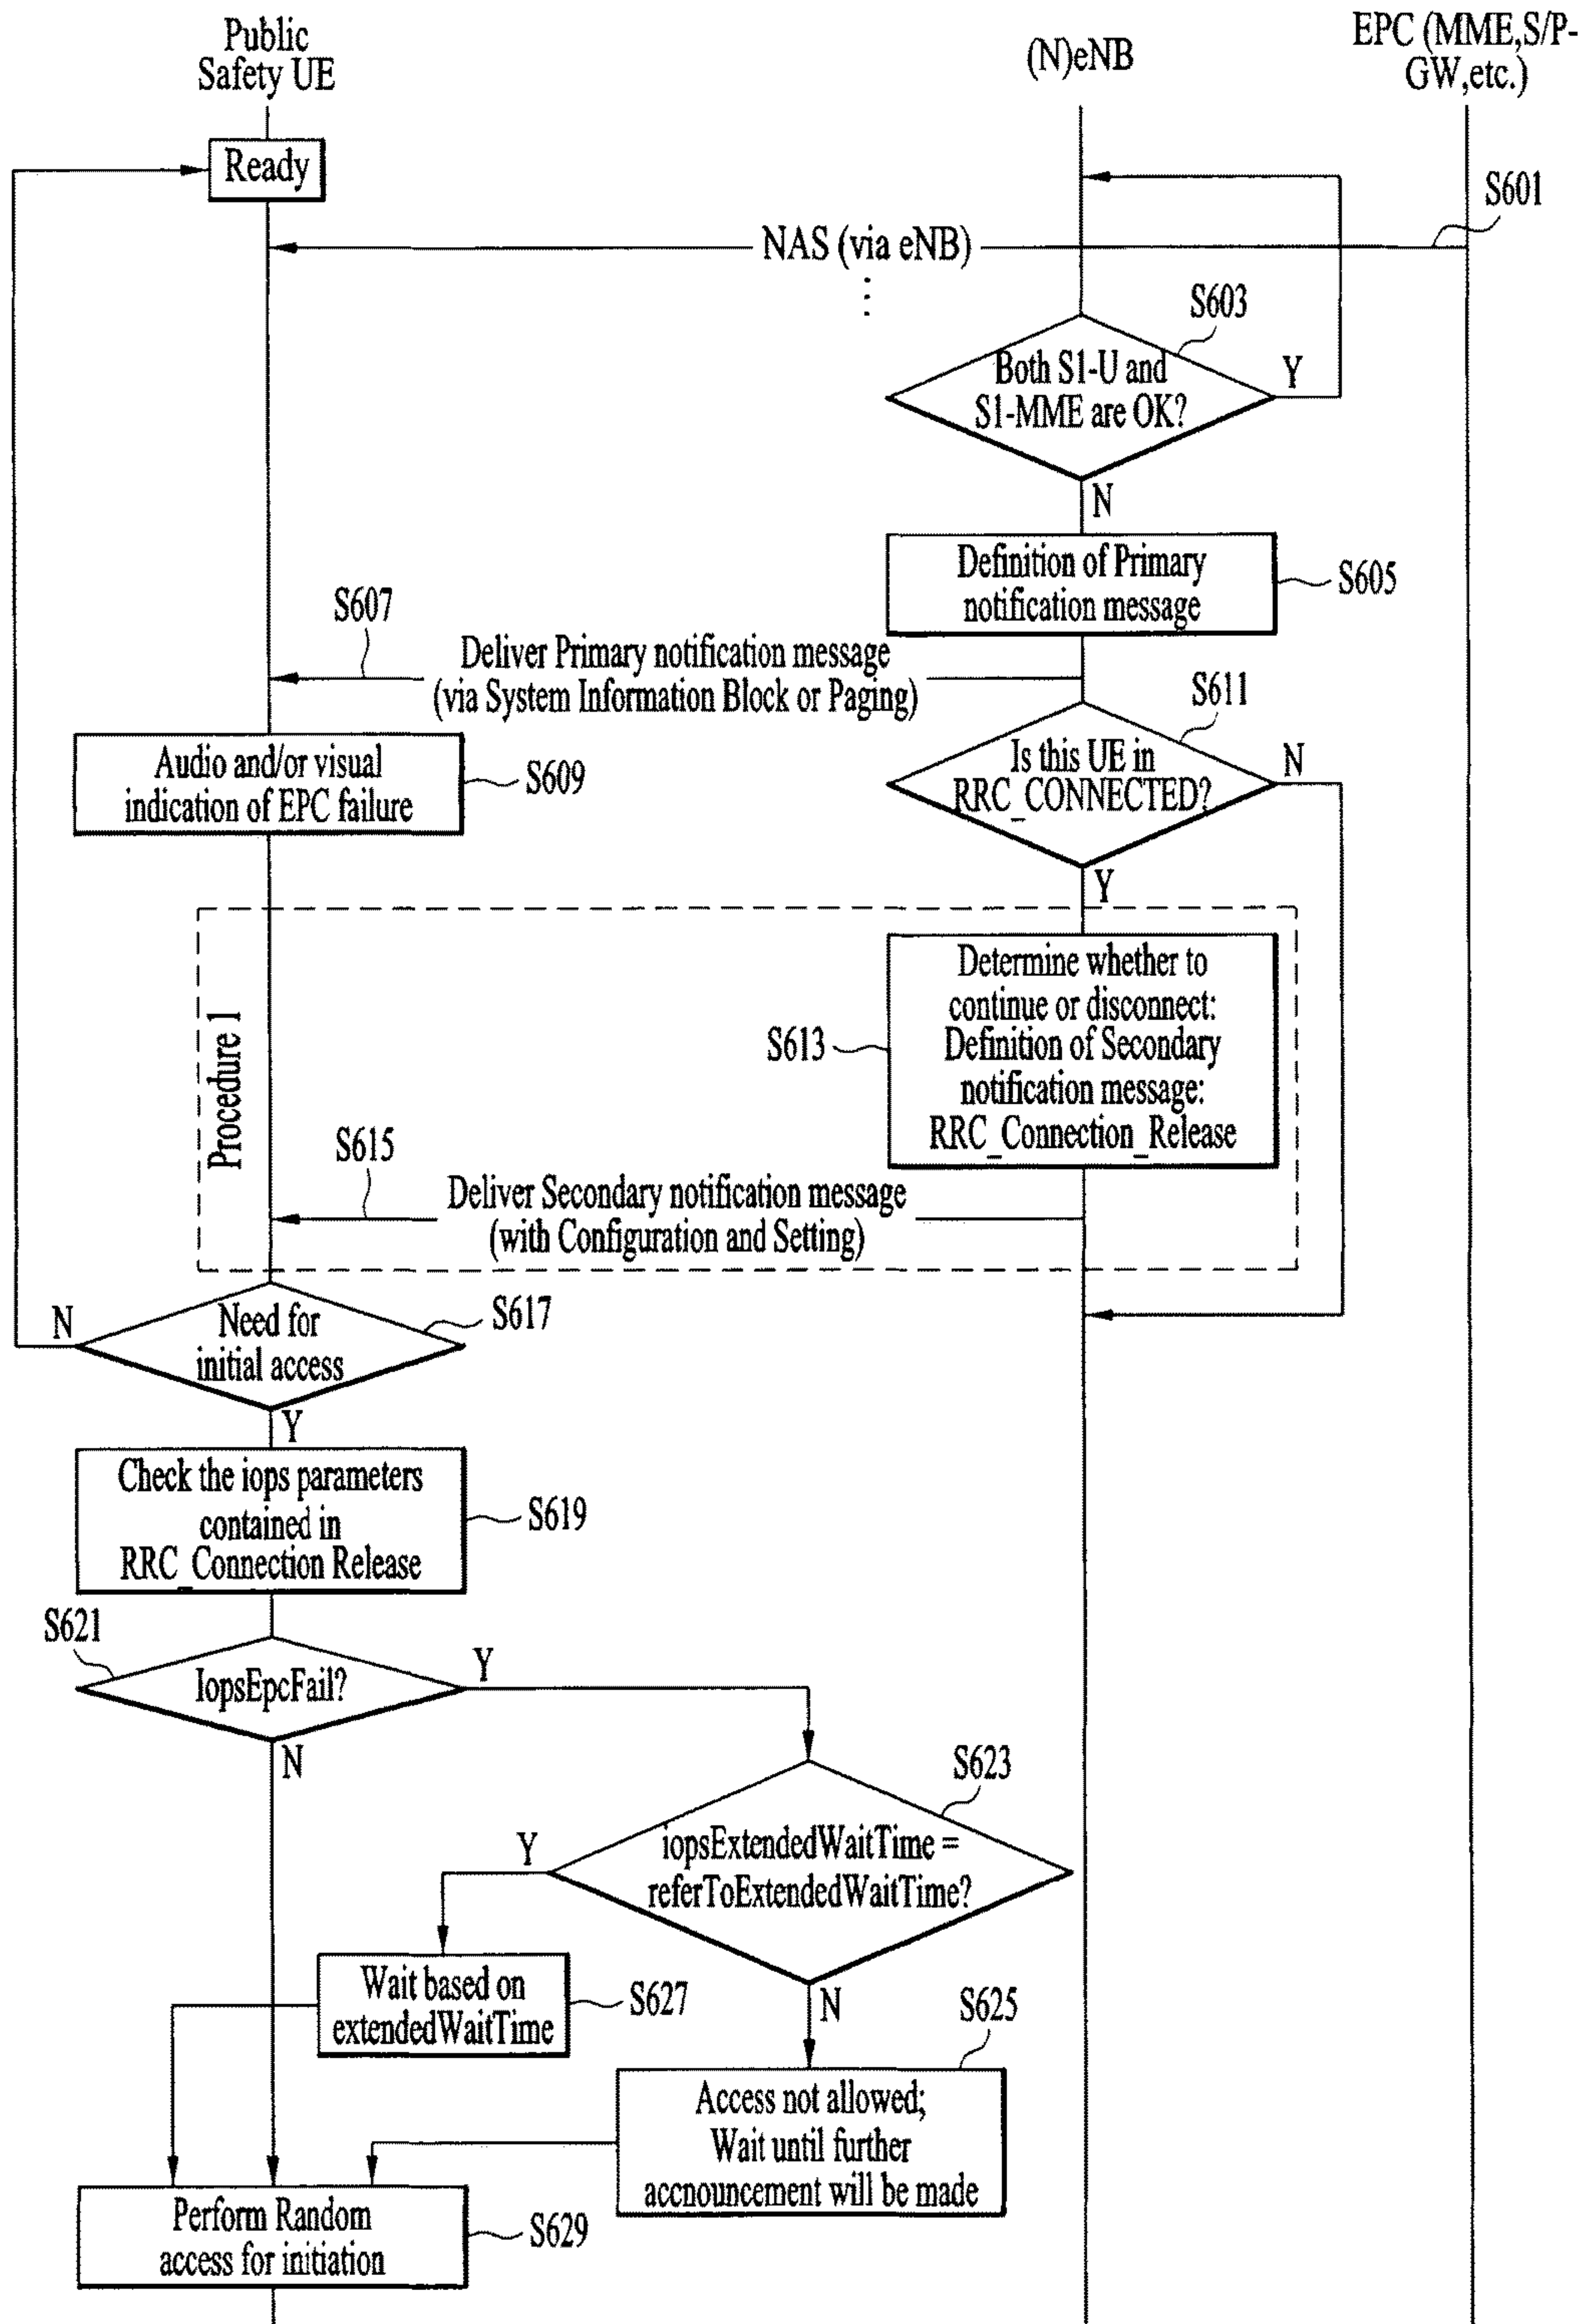 Public
Safety UE
(N)eNB
EPC (MME,S/P-
GW,etc.)
Ready
S601
NAS (via eNB)
S603
Both S1-U and
S1-MME are OK?
Y
N
Definition of Primary
notification message
S605
S607
Deliver Primary notification message
(via System Information Block or Paging)
S611
Is this UE in
RRC_CONNECTED?
N
Y
Audio and/or visual
indication of EPC failure
S609
Procedure 1
Determine whether to
continue or disconnect:
Definition of Secondary
notification message:
RRC_Connection_Release
S613
S615
Deliver Secondary notification message
(with Configuration and Setting)
N
Need for
initial access
S617
Y
Check the iops parameters
contained in
RRC_Connection Release
S619
S621
IopsEpcFail?
Y
N
S623
iopsExtendedWaitTime =
referToExtendedWaitTime?
Y
N
Wait based on
extendedWaitTime
S627
S625
Access not allowed;
Wait until further
accnouncement will be made
Perform Random
access for initiation
S629